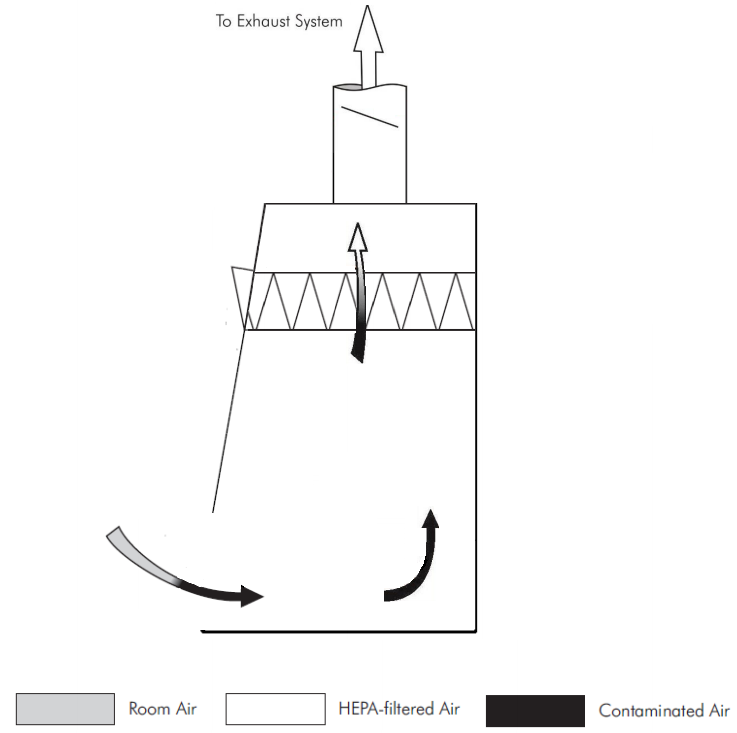 To Exhaust System
Room Air
HEPA-filtered Air
Contaminated Air